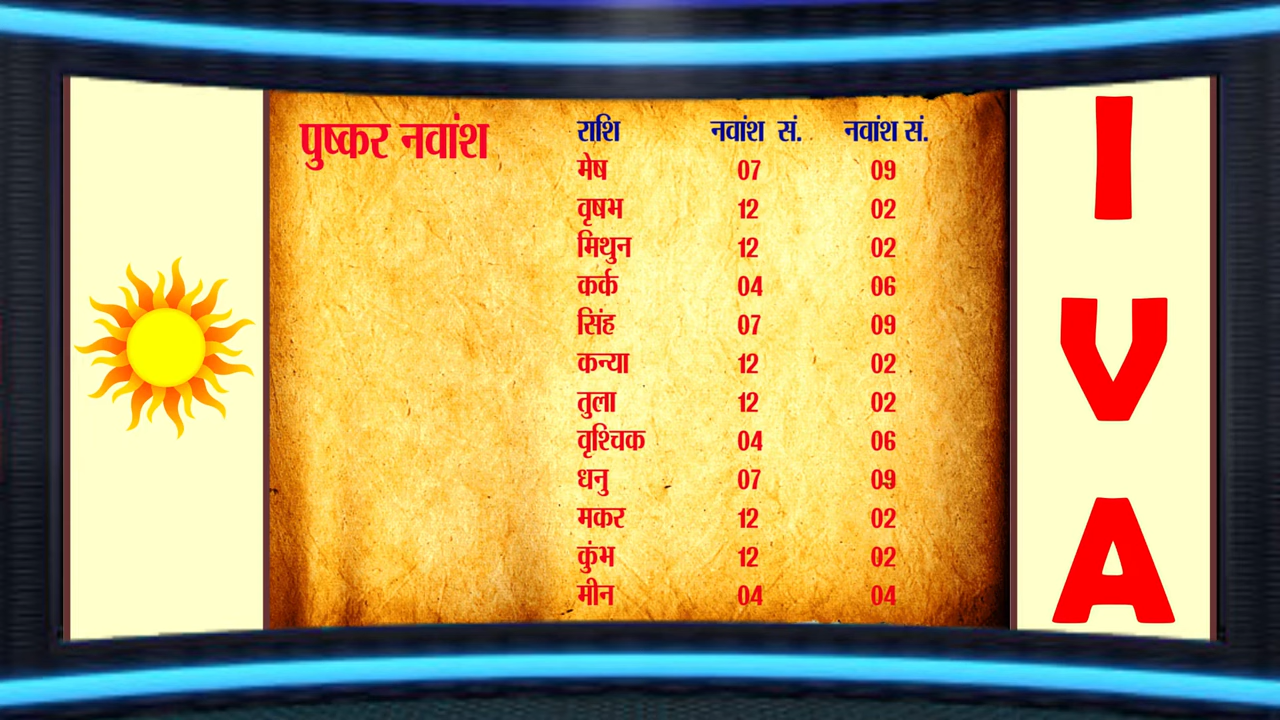 पुष्कर नवांश
राशि नवांश सं. नवांश सं.
मेष 07 09
वृषभ 12 02
मिथुन 12 02
कर्क 04 06
सिंह 07 09
कन्या 12 02
तुला 12 02
वृश्चिक 04 06
धनु 07 09
मकर 12 02
कुंभ 12 02
मीन 04 04
I
V
A